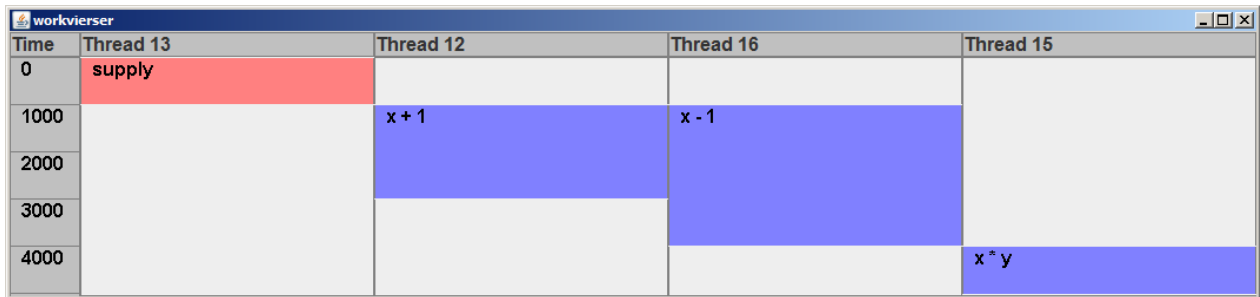 workvierser
Time Thread 13 Thread 12 Thread 16 Thread 15
0 supply
1000 x + 1 x - 1
2000
3000
4000 x * y